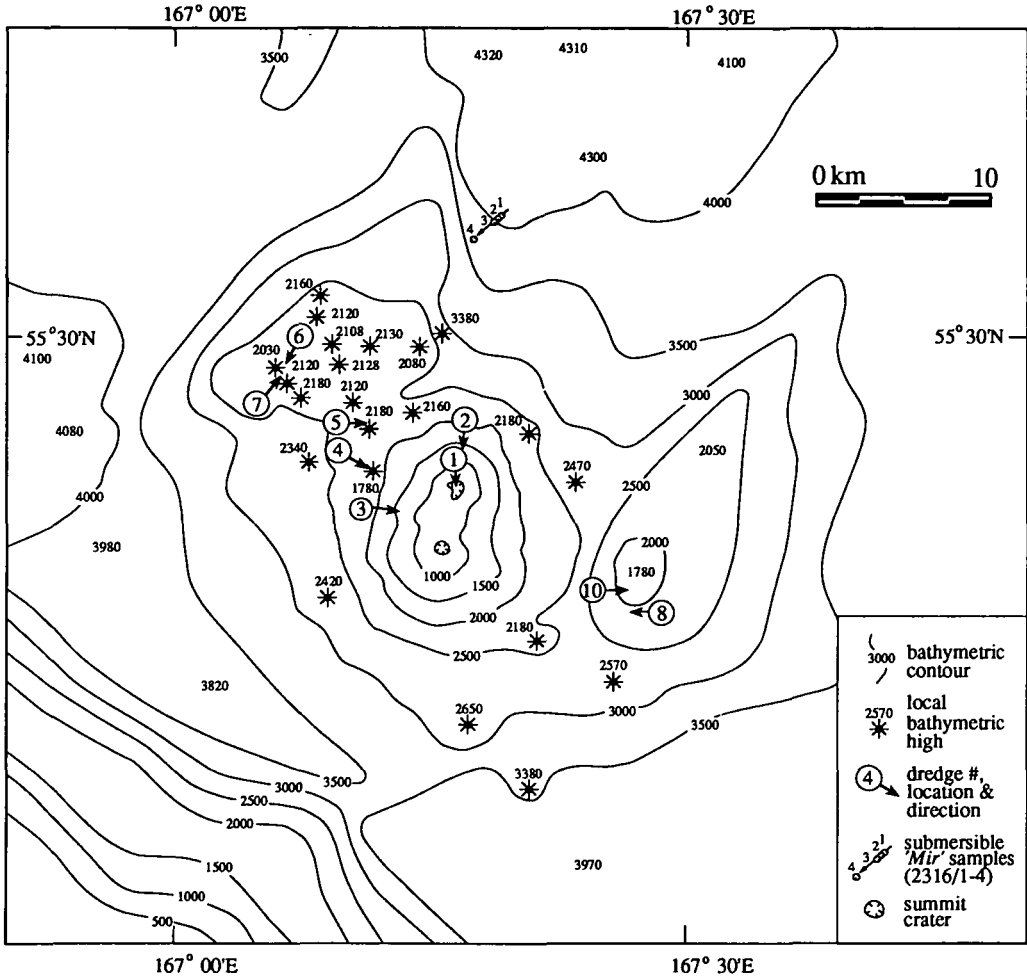 167° 00'E 167° 30'E
3500 4320 4310 4100
4300
0 km 10
4000
1
2
3
4
2160
2120
3380
6 2108 2130
55° 30'N 55° 30'N
4100 2030 2120 2128 2080 3500
2180 2120 3000
7 5 2180 2160 2 2180
4080 2340 4 1 2050
2470 2500
4000 1780
3
3980 2000
1000 1780
1500
2420 10
2000 8
2180
2500
3820 2570 3000
2650 3500
3500
3000
3380
2500
2000
1500 3970
1000
500
3000 bathymetric
contour
local
2570 bathymetric
high
4 dredge #,
location &
direction
1
2
3
4
submersible
'Mir' samples
(2316/1-4)
summit
crater
167° 00'E 167° 30'E